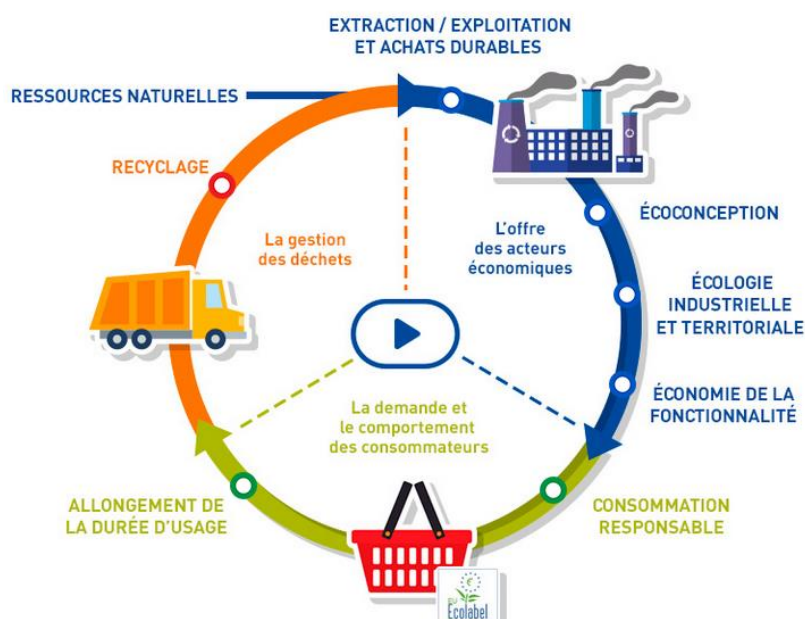 EXTRACTION / EXPLOITATION
ET ACHATS DURABLES
RESSOURCES NATURELLES
RECYCLAGE
ÉCOCONCEPTION
La gestion
des déchets
L'offre
des acteurs
économiques
ÉCOLOGIE
INDUSTRIELLE
ET TERRITORIALE
ÉCONOMIE DE LA
FONCTIONNALITÉ
La demande et
le comportement
des consommateurs
ALLONGEMENT DE
LA DURÉE D'USAGE
CONSOMMATION
RESPONSABLE
EU
Ecolabel